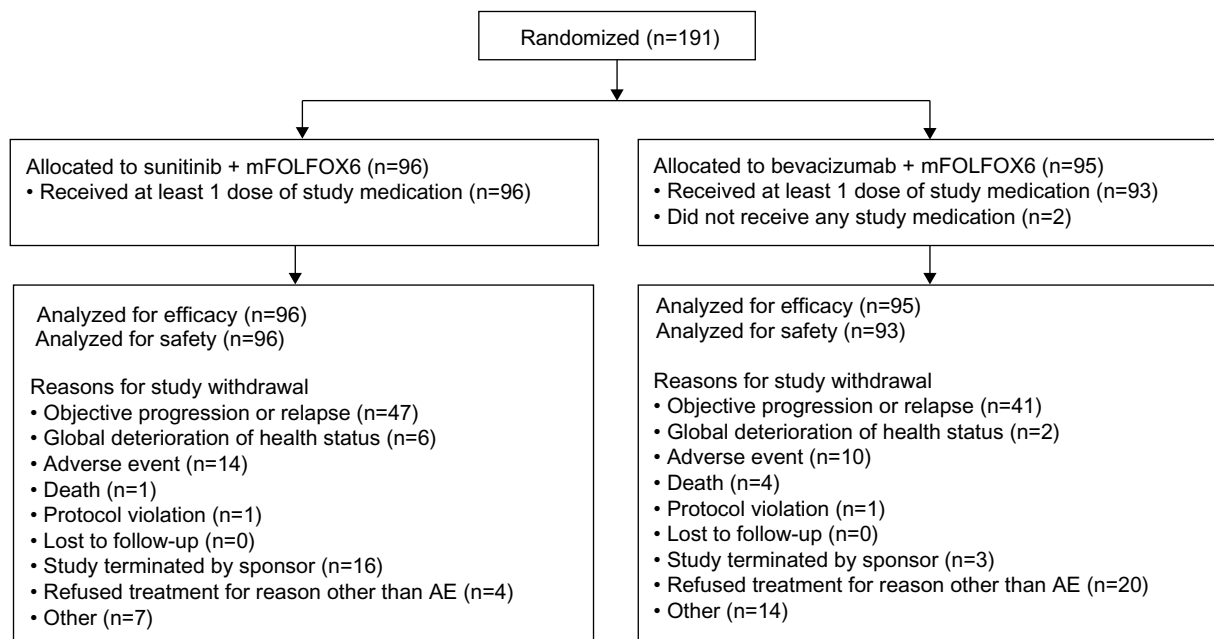 Randomized (n=191)
Allocated to sunitinib + mFOLFOX6 (n=96)
• Received at least 1 dose of study medication (n=96)
Allocated to bevacizumab + mFOLFOX6 (n=95)
• Received at least 1 dose of study medication (n=93)
• Did not receive any study medication (n=2)
Analyzed for efficacy (n=96)
Analyzed for safety (n=96)
Reasons for study withdrawal
• Objective progression or relapse (n=47)
• Global deterioration of health status (n=6)
• Adverse event (n=14)
• Death (n=1)
• Protocol violation (n=1)
• Lost to follow-up (n=0)
• Study terminated by sponsor (n=16)
• Refused treatment for reason other than AE (n=4)
• Other (n=7)
Analyzed for efficacy (n=95)
Analyzed for safety (n=93)
Reasons for study withdrawal
• Objective progression or relapse (n=41)
• Global deterioration of health status (n=2)
• Adverse event (n=10)
• Death (n=4)
• Protocol violation (n=1)
• Lost to follow-up (n=0)
• Study terminated by sponsor (n=3)
• Refused treatment for reason other than AE (n=20)
• Other (n=14)